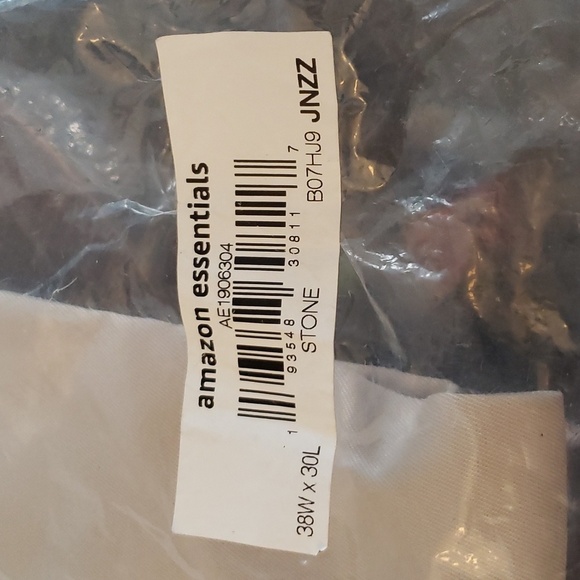 amazon essentials
AE1906304
1 93548 30811 7
STONE
38W x 30L
B07HJ9 JNZZ